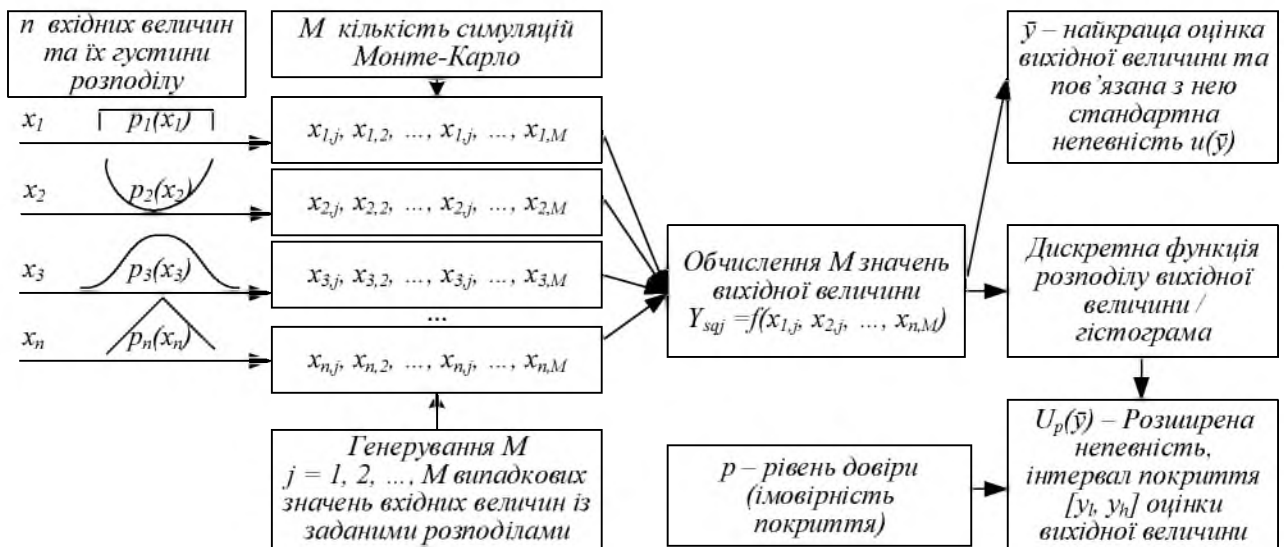 n вхідних величин
та їх густини
розподілу
M кількість симуляцій
Монте-Карло
ȳ – найкраща оцінка
вихідної величини та
пов’язана з нею
стандартна
непевність u(ȳ)
x₁ p₁(x₁)
x₁,j, x₁,₂, ..., x₁,j, ..., x₁,M
x₂ p₂(x₂)
x₂,j, x₂,₂, ..., x₂,j, ..., x₂,M
x₃ p₃(x₃)
x₃,j, x₃,₂, ..., x₃,j, ..., x₃,M
...
xₙ pₙ(xₙ)
xₙ,j, xₙ,₂, ..., xₙ,j, ..., xₙ,M
Обчислення M значень
вихідної величини
Y_sqj =f(x₁,j, x₂,j, ..., xₙ,M)
Дискретна функція
розподілу вихідної
величини /
гістограма
Генерування M
j = 1, 2, ..., M випадкових
значень вхідних величин із
заданими розподілами
p – рівень довіри
(імовірність
покриття)
Uₚ(ȳ) – Розширена
непевність,
інтервал покриття
[yₗ, yₕ] оцінки
вихідної величини